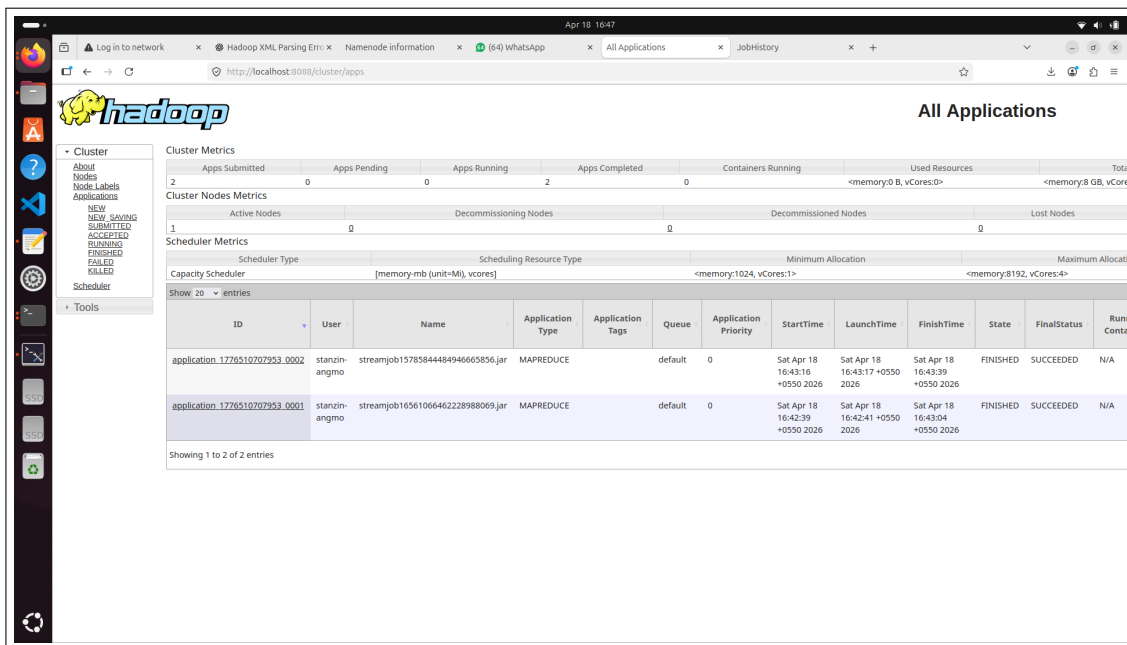 Apr 18 16:47
Log in to network
Hadoop XML Parsing Erro
Namenode information
(64) WhatsApp
All Applications
JobHistory
http://localhost:8088/cluster/apps
hadoop
All Applications
Cluster
About
Nodes
Node Labels
Applications
NEW
NEW_SAVING
SUBMITTED
ACCEPTED
RUNNING
FINISHED
FAILED
KILLED
Scheduler
Tools
Cluster Metrics
Apps Submitted Apps Pending Apps Running Apps Completed Containers Running Used Resources Tota
2 0 0 2 0 <memory:0 B, vCores:0> <memory:8 GB, vCore
Cluster Nodes Metrics
Active Nodes Decommissioning Nodes Decommissioned Nodes Lost Nodes
1 0 0 0
Scheduler Metrics
Scheduler Type Scheduling Resource Type Minimum Allocation Maximum Allocati
Capacity Scheduler [memory-mb (unit=Mi), vcores] <memory:1024, vCores:1> <memory:8192, vCores:4>
Show 20 entries
ID User Name Application Type Application Tags Queue Application Priority StartTime LaunchTime FinishTime State FinalStatus Run Conta
application_1776510707953_0002 stanzin-angmo streamjob15785844484946665856.jar MAPREDUCE default 0 Sat Apr 18 16:43:16 +0550 2026 Sat Apr 18 16:43:17 +0550 2026 Sat Apr 18 16:43:39 +0550 2026 FINISHED SUCCEEDED N/A
application_1776510707953_0001 stanzin-angmo streamjob16561066462228988069.jar MAPREDUCE default 0 Sat Apr 18 16:42:39 +0550 2026 Sat Apr 18 16:42:41 +0550 2026 Sat Apr 18 16:43:04 +0550 2026 FINISHED SUCCEEDED N/A
Showing 1 to 2 of 2 entries
SSD
SSD